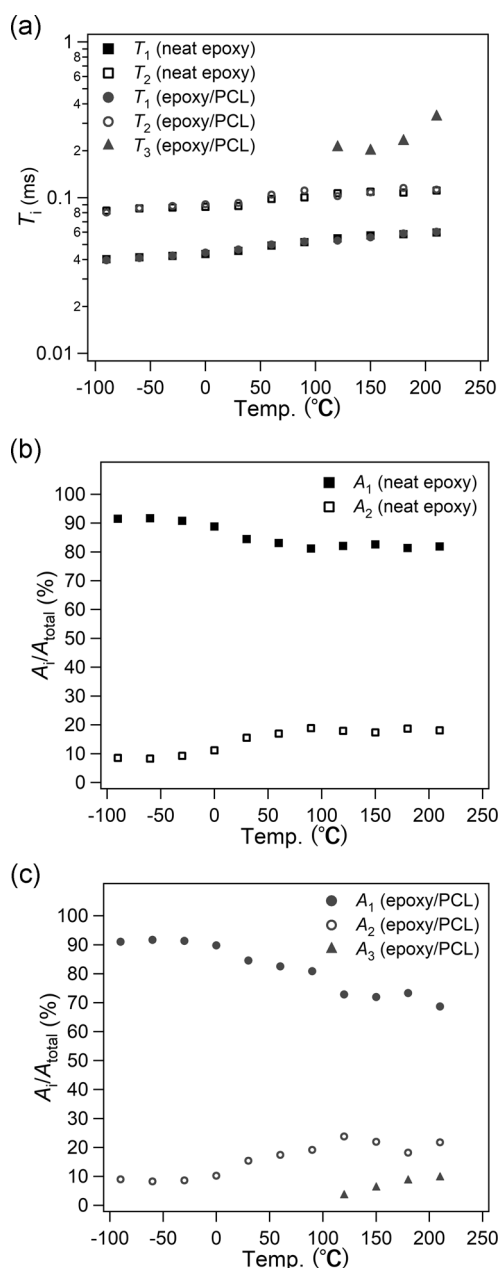 (a)
1
8
6
4
2
0.1
8
6
4
2
0.01
T1 (neat epoxy)
T2 (neat epoxy)
T1 (epoxy/PCL)
T2 (epoxy/PCL)
T3 (epoxy/PCL)
Ti (ms)
-100 -50 0 50 100 150 200 250
Temp. (℃)
(b)
A1 (neat epoxy)
A2 (neat epoxy)
100
90
80
70
60
50
40
30
20
10
0
Ai/Atotal (%)
-100 -50 0 50 100 150 200 250
Temp. (℃)
(c)
A1 (epoxy/PCL)
A2 (epoxy/PCL)
A3 (epoxy/PCL)
100
90
80
70
60
50
40
30
20
10
0
Ai/Atotal (%)
-100 -50 0 50 100 150 200 250
Temp. (℃)